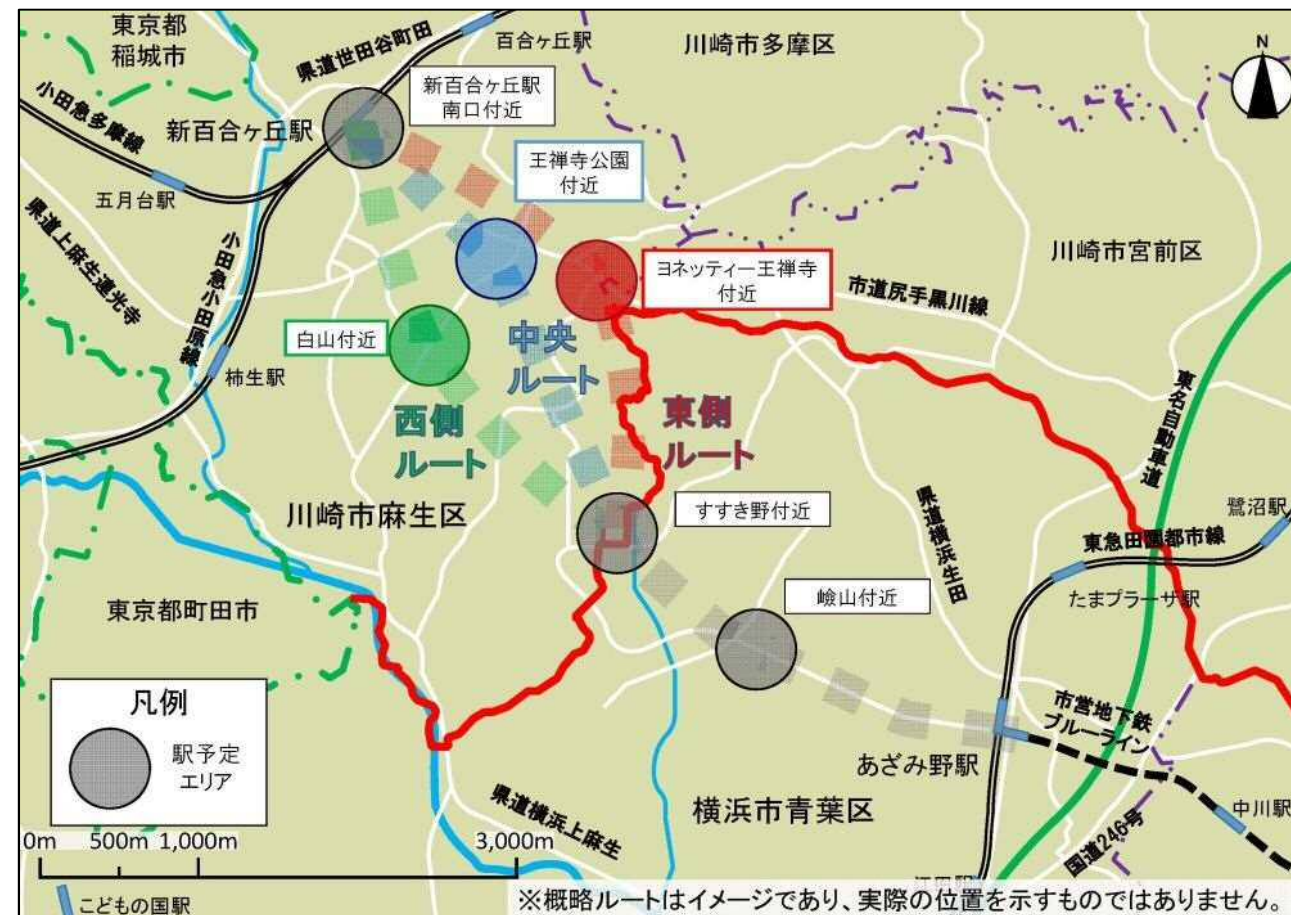 東京都
稲城市
県道世田谷町田
百合ヶ丘駅
川崎市多摩区
N
小田急多摩線
新百合ヶ丘駅
新百合ヶ丘駅
南口付近
王禅寺公園
付近
五月台駅
県道上麻生連光寺
小田急小田原線
川崎市宮前区
ヨネッティー王禅寺
付近
市道尻手黒川線
白山付近
中央
ルート
柿生駅
東名自動車道
西側
ルート
東側
ルート
川崎市麻生区
すすき野付近
県道横浜生田
鷺沼駅
東急田園都市線
たまプラーザ駅
嶮山付近
東京都町田市
凡例
駅予定
エリア
市営地下鉄
ブルーライン
あざみ野駅
横浜市青葉区
中川駅
県道横浜上麻生
国道246号
0m 500m 1,000m 3,000m
江田駅
こどもの国駅
※概略ルートはイメージであり、実際の位置を示すものではありません。